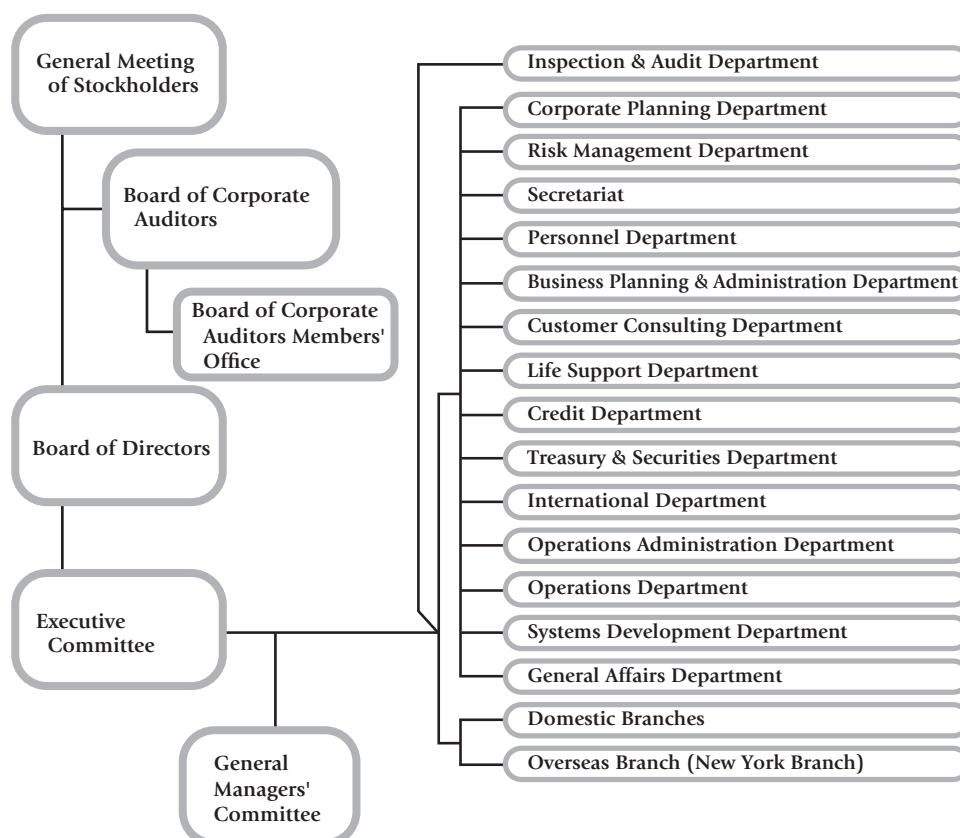 General Meeting
of Stockholders
Board of Corporate
Auditors
Board of Corporate
Auditors Members'
Office
Board of Directors
Executive
Committee
General
Managers'
Committee
Inspection & Audit Department
Corporate Planning Department
Risk Management Department
Secretariat
Personnel Department
Business Planning & Administration Department
Customer Consulting Department
Life Support Department
Credit Department
Treasury & Securities Department
International Department
Operations Administration Department
Operations Department
Systems Development Department
General Affairs Department
Domestic Branches
Overseas Branch (New York Branch)